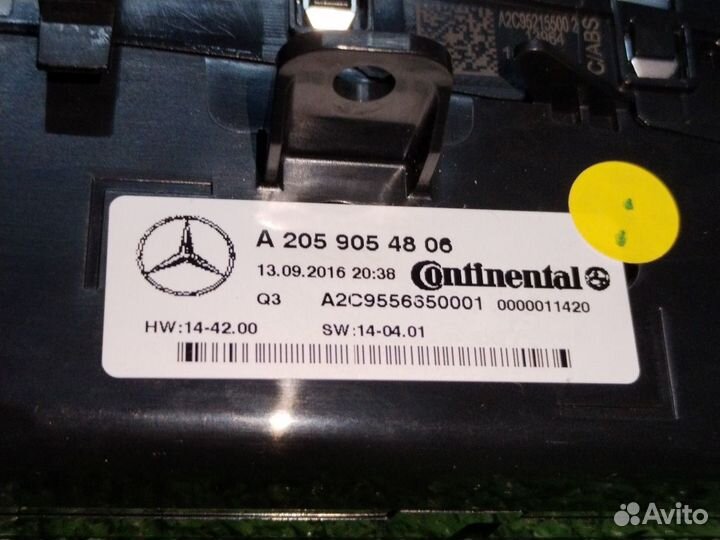 A2C95215500 2
C/ABS
A 205 905 48 06
13.09.2016 20:38 Continental
Q3 A2C9556350001 0000011420
HW:14-42.00 SW:14-04.01
Avito